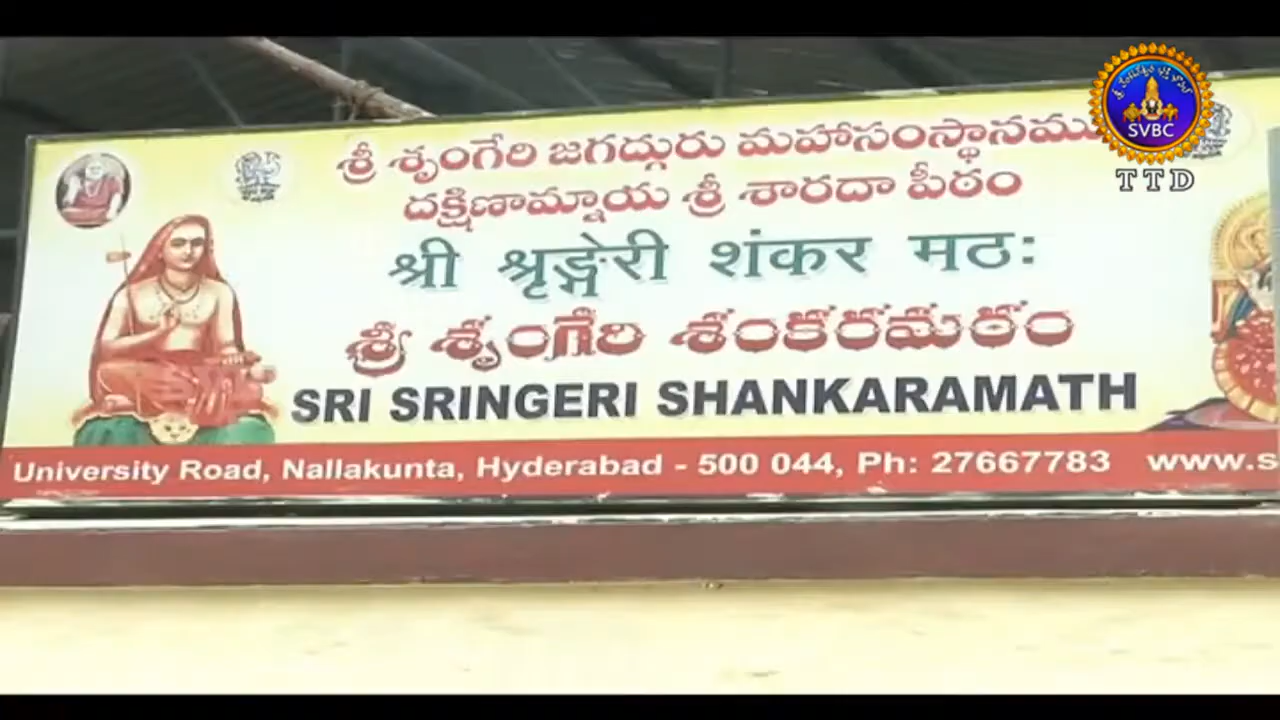 శ్రీ శృంగేరి జగద్గురు మహాసంస్థానము
దక్షిణామ్నాయ శ్రీ శారదా పీఠం
श्री श्रृङ्गेरी शंकर मठः
శ్రీ శృంగేరి శంకరమఠం
SRI SRINGERI SHANKARAMATH
University Road, Nallakunta, Hyderabad - 500 044, Ph: 27667783 www.s
SVBC
TTD